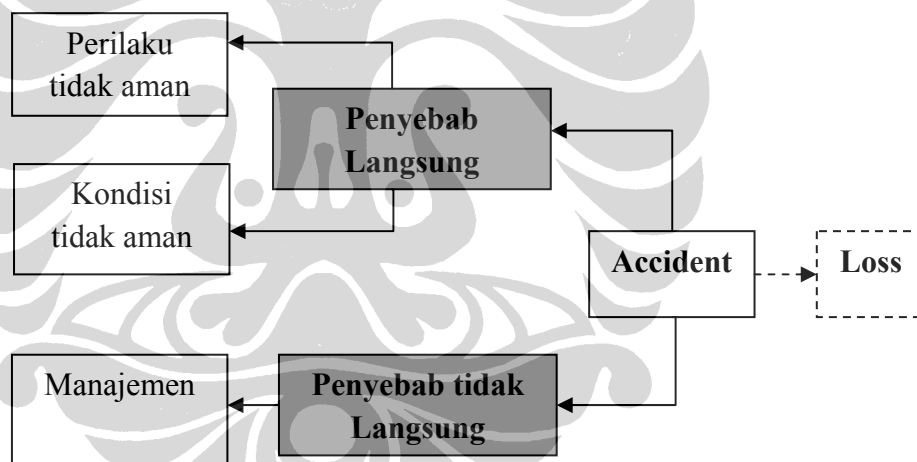 Perilaku
tidak aman
Penyebab
Langsung
Kondisi
tidak aman
Accident
Loss
Manajemen
Penyebab tidak
Langsung